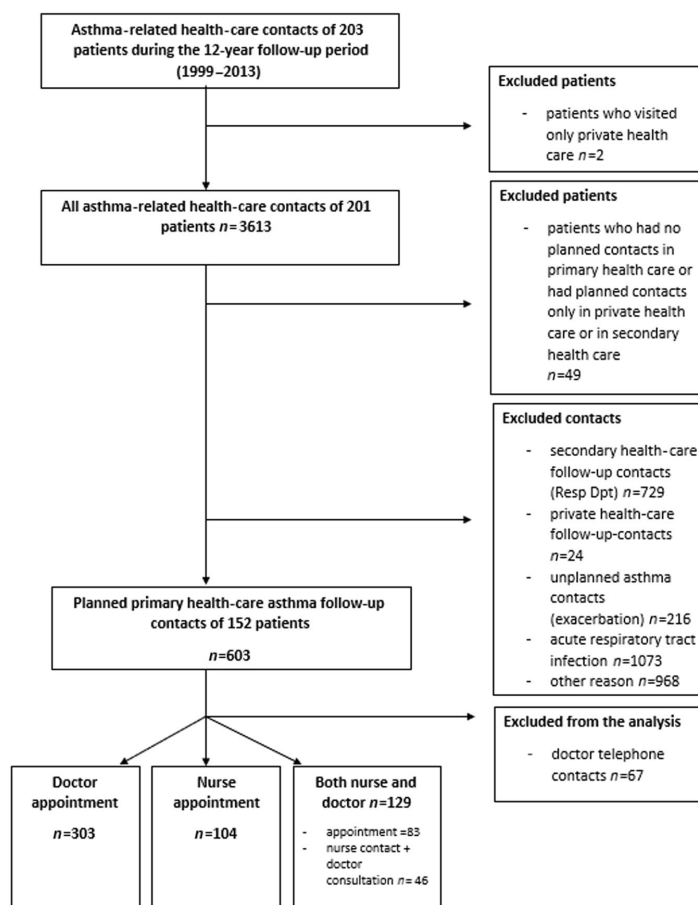 Asthma-related health-care contacts of 203
patients during the 12-year follow-up period
(1999–2013)
Excluded patients
- patients who visited
only private health
care n=2
All asthma-related health-care contacts of 201
patients n=3613
Excluded patients
- patients who had no
planned contacts in
primary health care or
had planned contacts
only in private health
care or in secondary
health care
n=49
Excluded contacts
- secondary health-care
follow-up contacts
(Resp Dpt) n=729
- private health-care
follow-up-contacts
n=24
- unplanned asthma
contacts
(exacerbation) n=216
- acute respiratory tract
infection n=1073
- other reason n=968
Planned primary health-care asthma follow-up
contacts of 152 patients
n=603
Excluded from the analysis
- doctor telephone
contacts n=67
Doctor
appointment
n=303
Nurse
appointment
n=104
Both nurse and
doctor n=129
- appointment =83
- nurse contact +
doctor
consultation n= 46